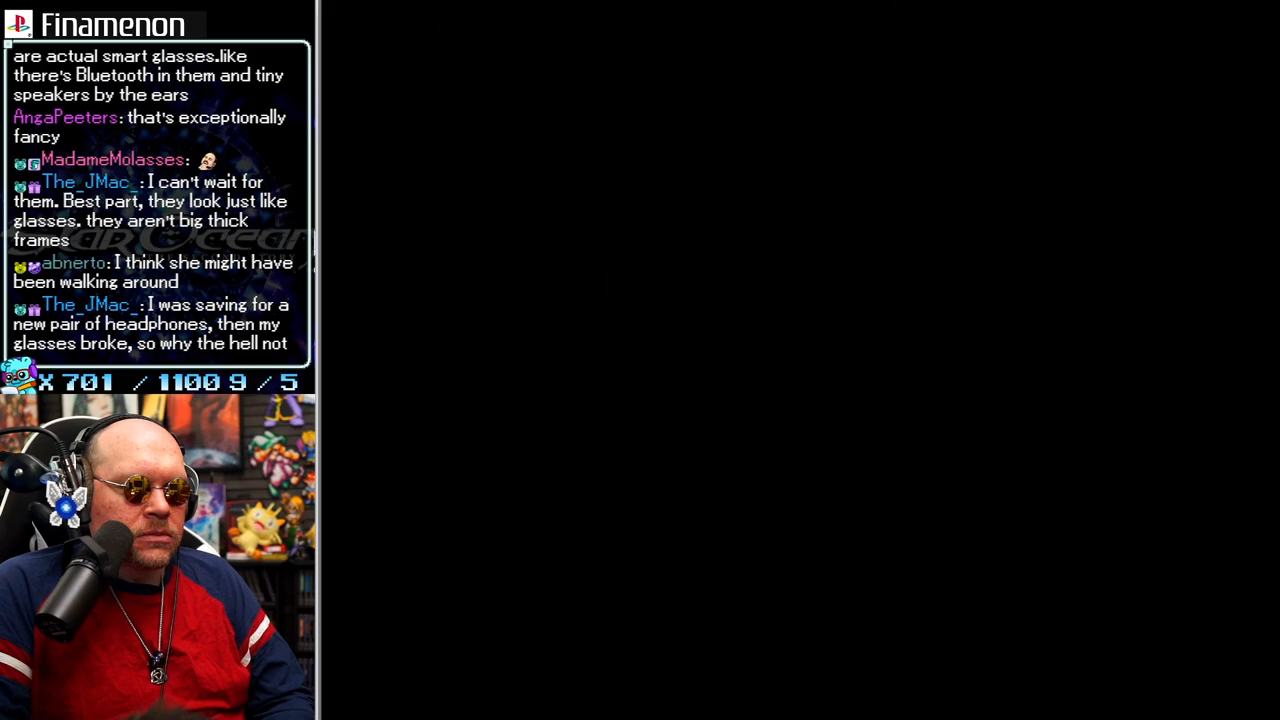 Finamenon
are actual smart glasses.like
there's Bluetooth in them and tiny
speakers by the ears
AngaPeeters: that's exceptionally
fancy
MadameMolasses:
The_JMac_: I can't wait for
them. Best part, they look just like
glasses. they aren't big thick
frames
Star Ocean
abnerto: I think she might have
been walking around
The_JMac_: I was saving for a
new pair of headphones, then my
glasses broke, so why the hell not
X 701 / 1100 9 / 5